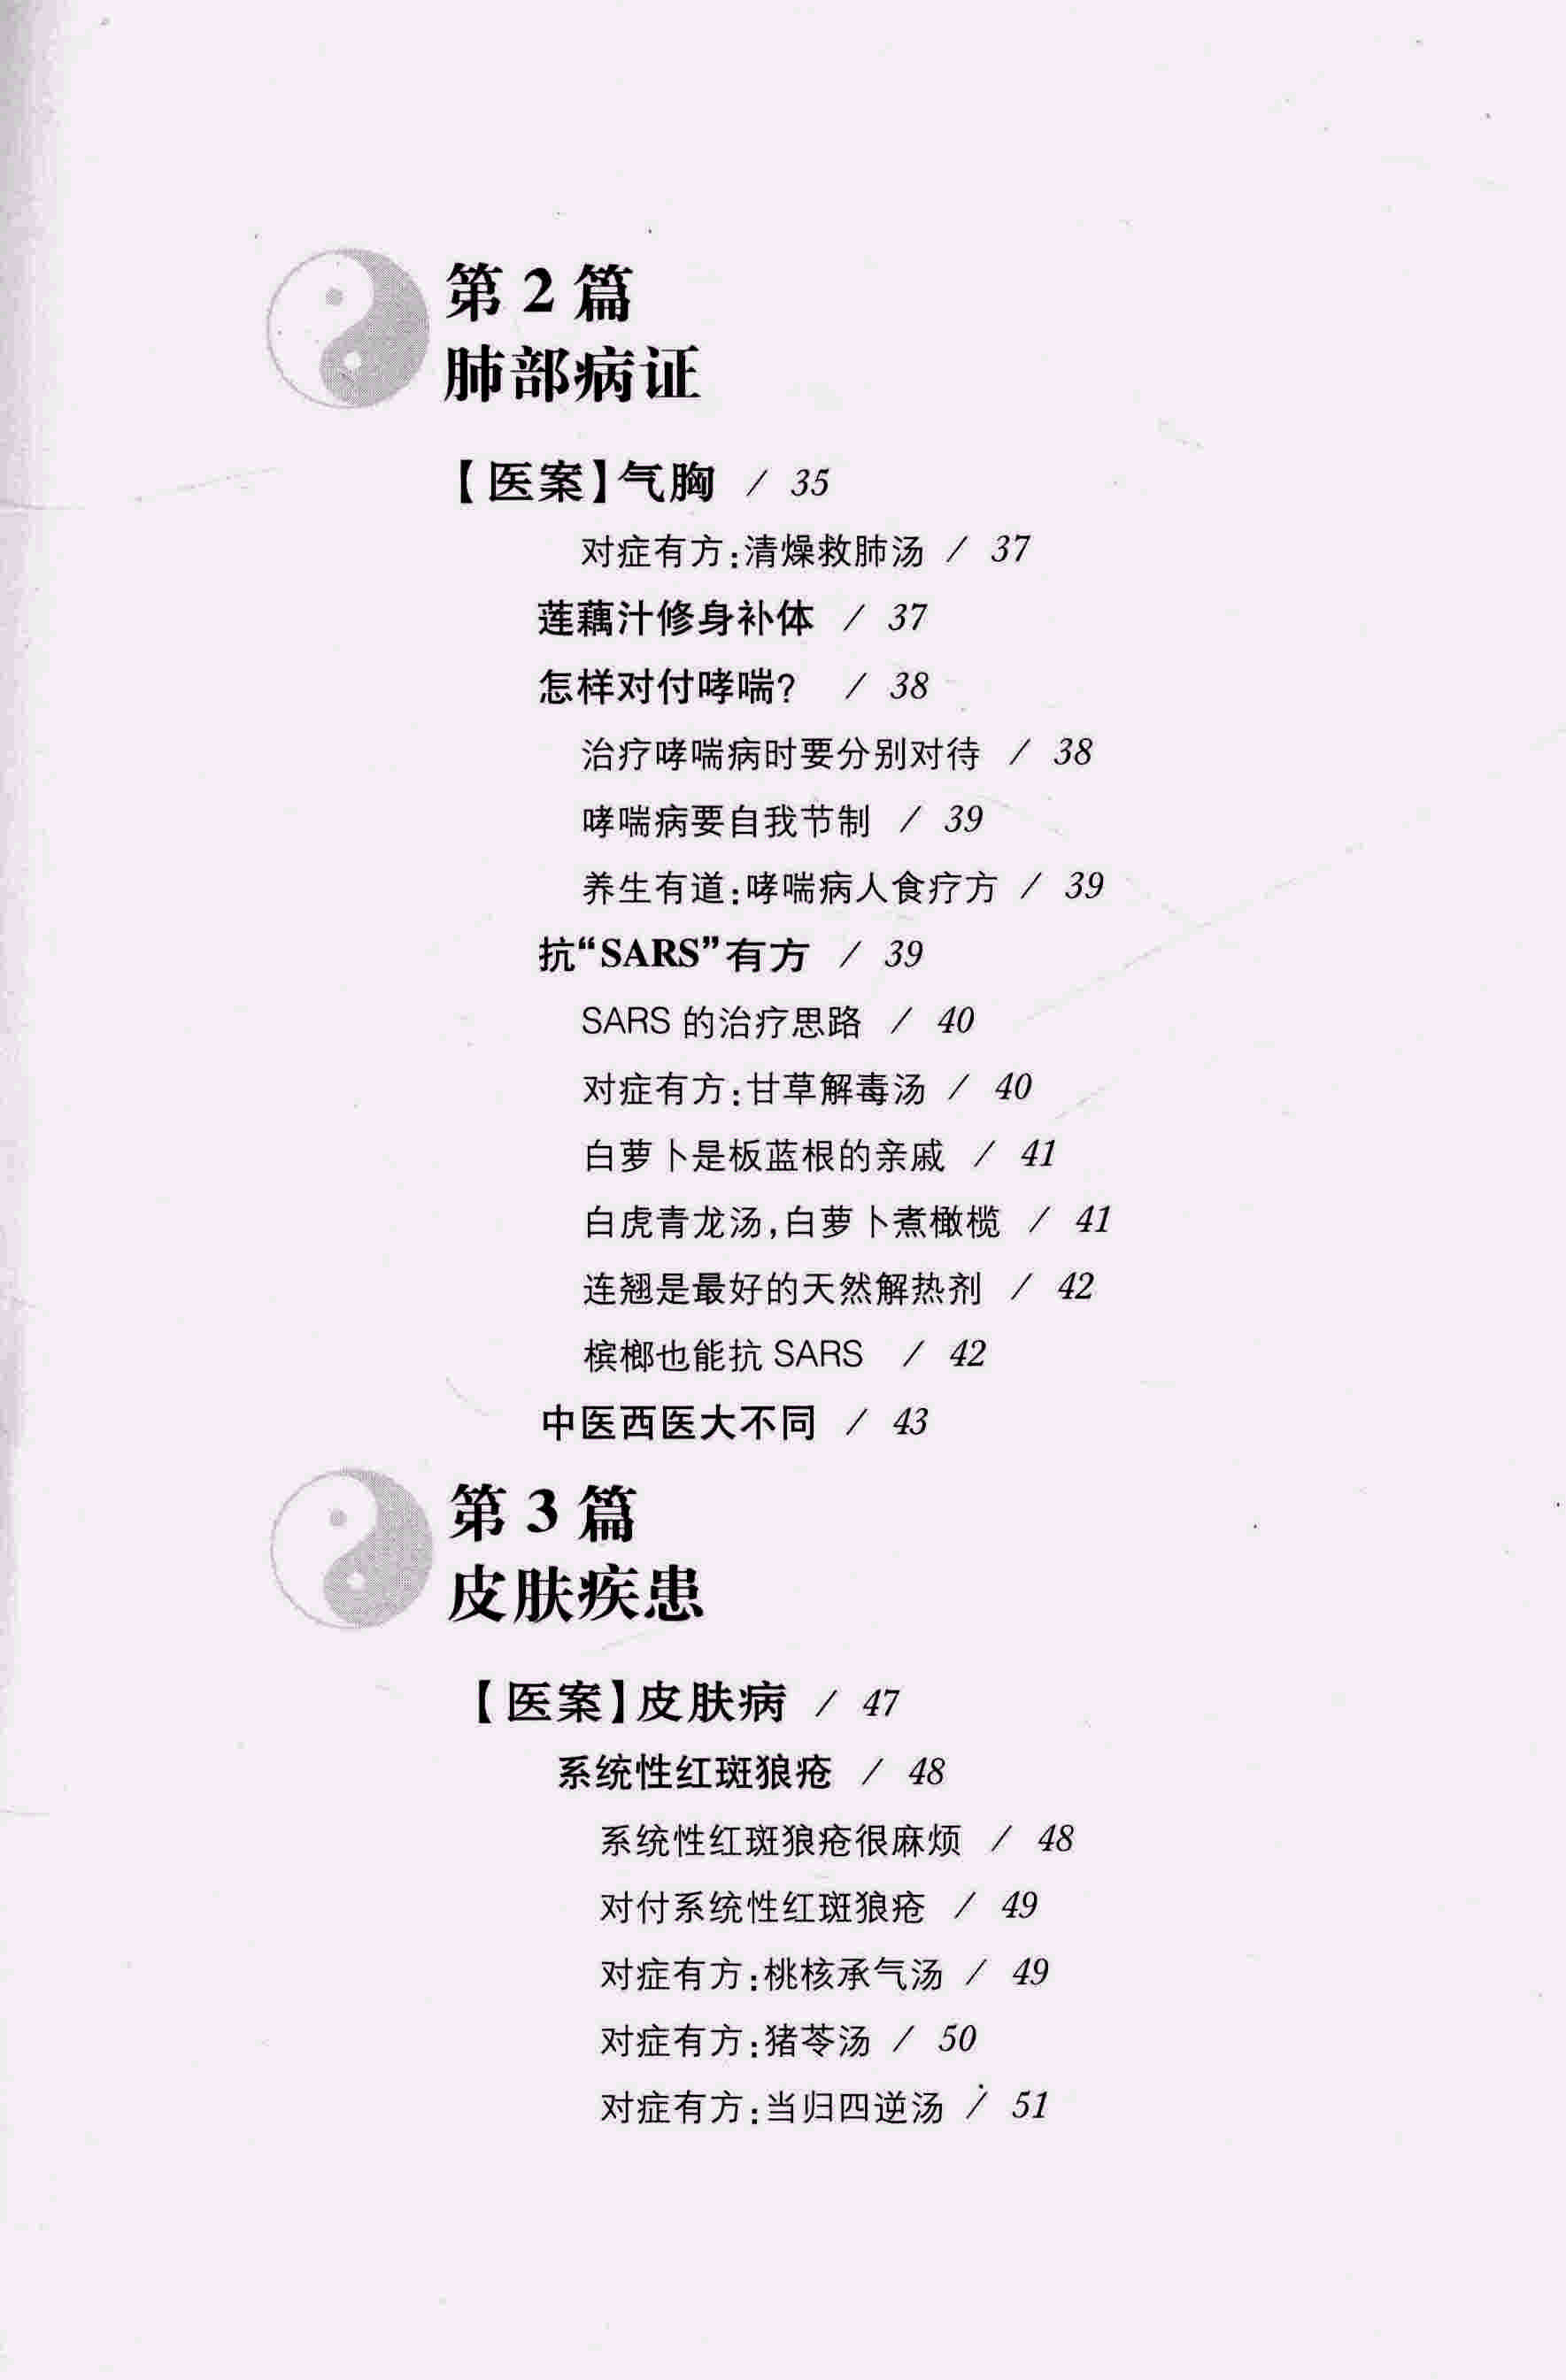 第2篇
肺部病证
【医案】气胸 / 35
对症有方:清燥救肺汤 / 37
莲藕汁修身补体 / 37
怎样对付哮喘? / 38
治疗哮喘病时要分别对待 / 38
哮喘病要自我节制 / 39
养生有道:哮喘病人食疗方 / 39
抗“SARS”有方 / 39
SARS 的治疗思路 / 40
对症有方:甘草解毒汤 / 40
白萝卜是板蓝根的亲戚 / 41
白虎青龙汤,白萝卜煮橄榄 / 41
连翘是最好的天然解热剂 / 42
槟榔也能抗 SARS / 42
中医西医大不同 / 43
第3篇
皮肤疾患
【医案】皮肤病 / 47
系统性红斑狼疮 / 48
系统性红斑狼疮很麻烦 / 48
对付系统性红斑狼疮 / 49
对症有方:桃核承气汤 / 49
对症有方:猪苓汤 / 50
对症有方:当归四逆汤 / 51